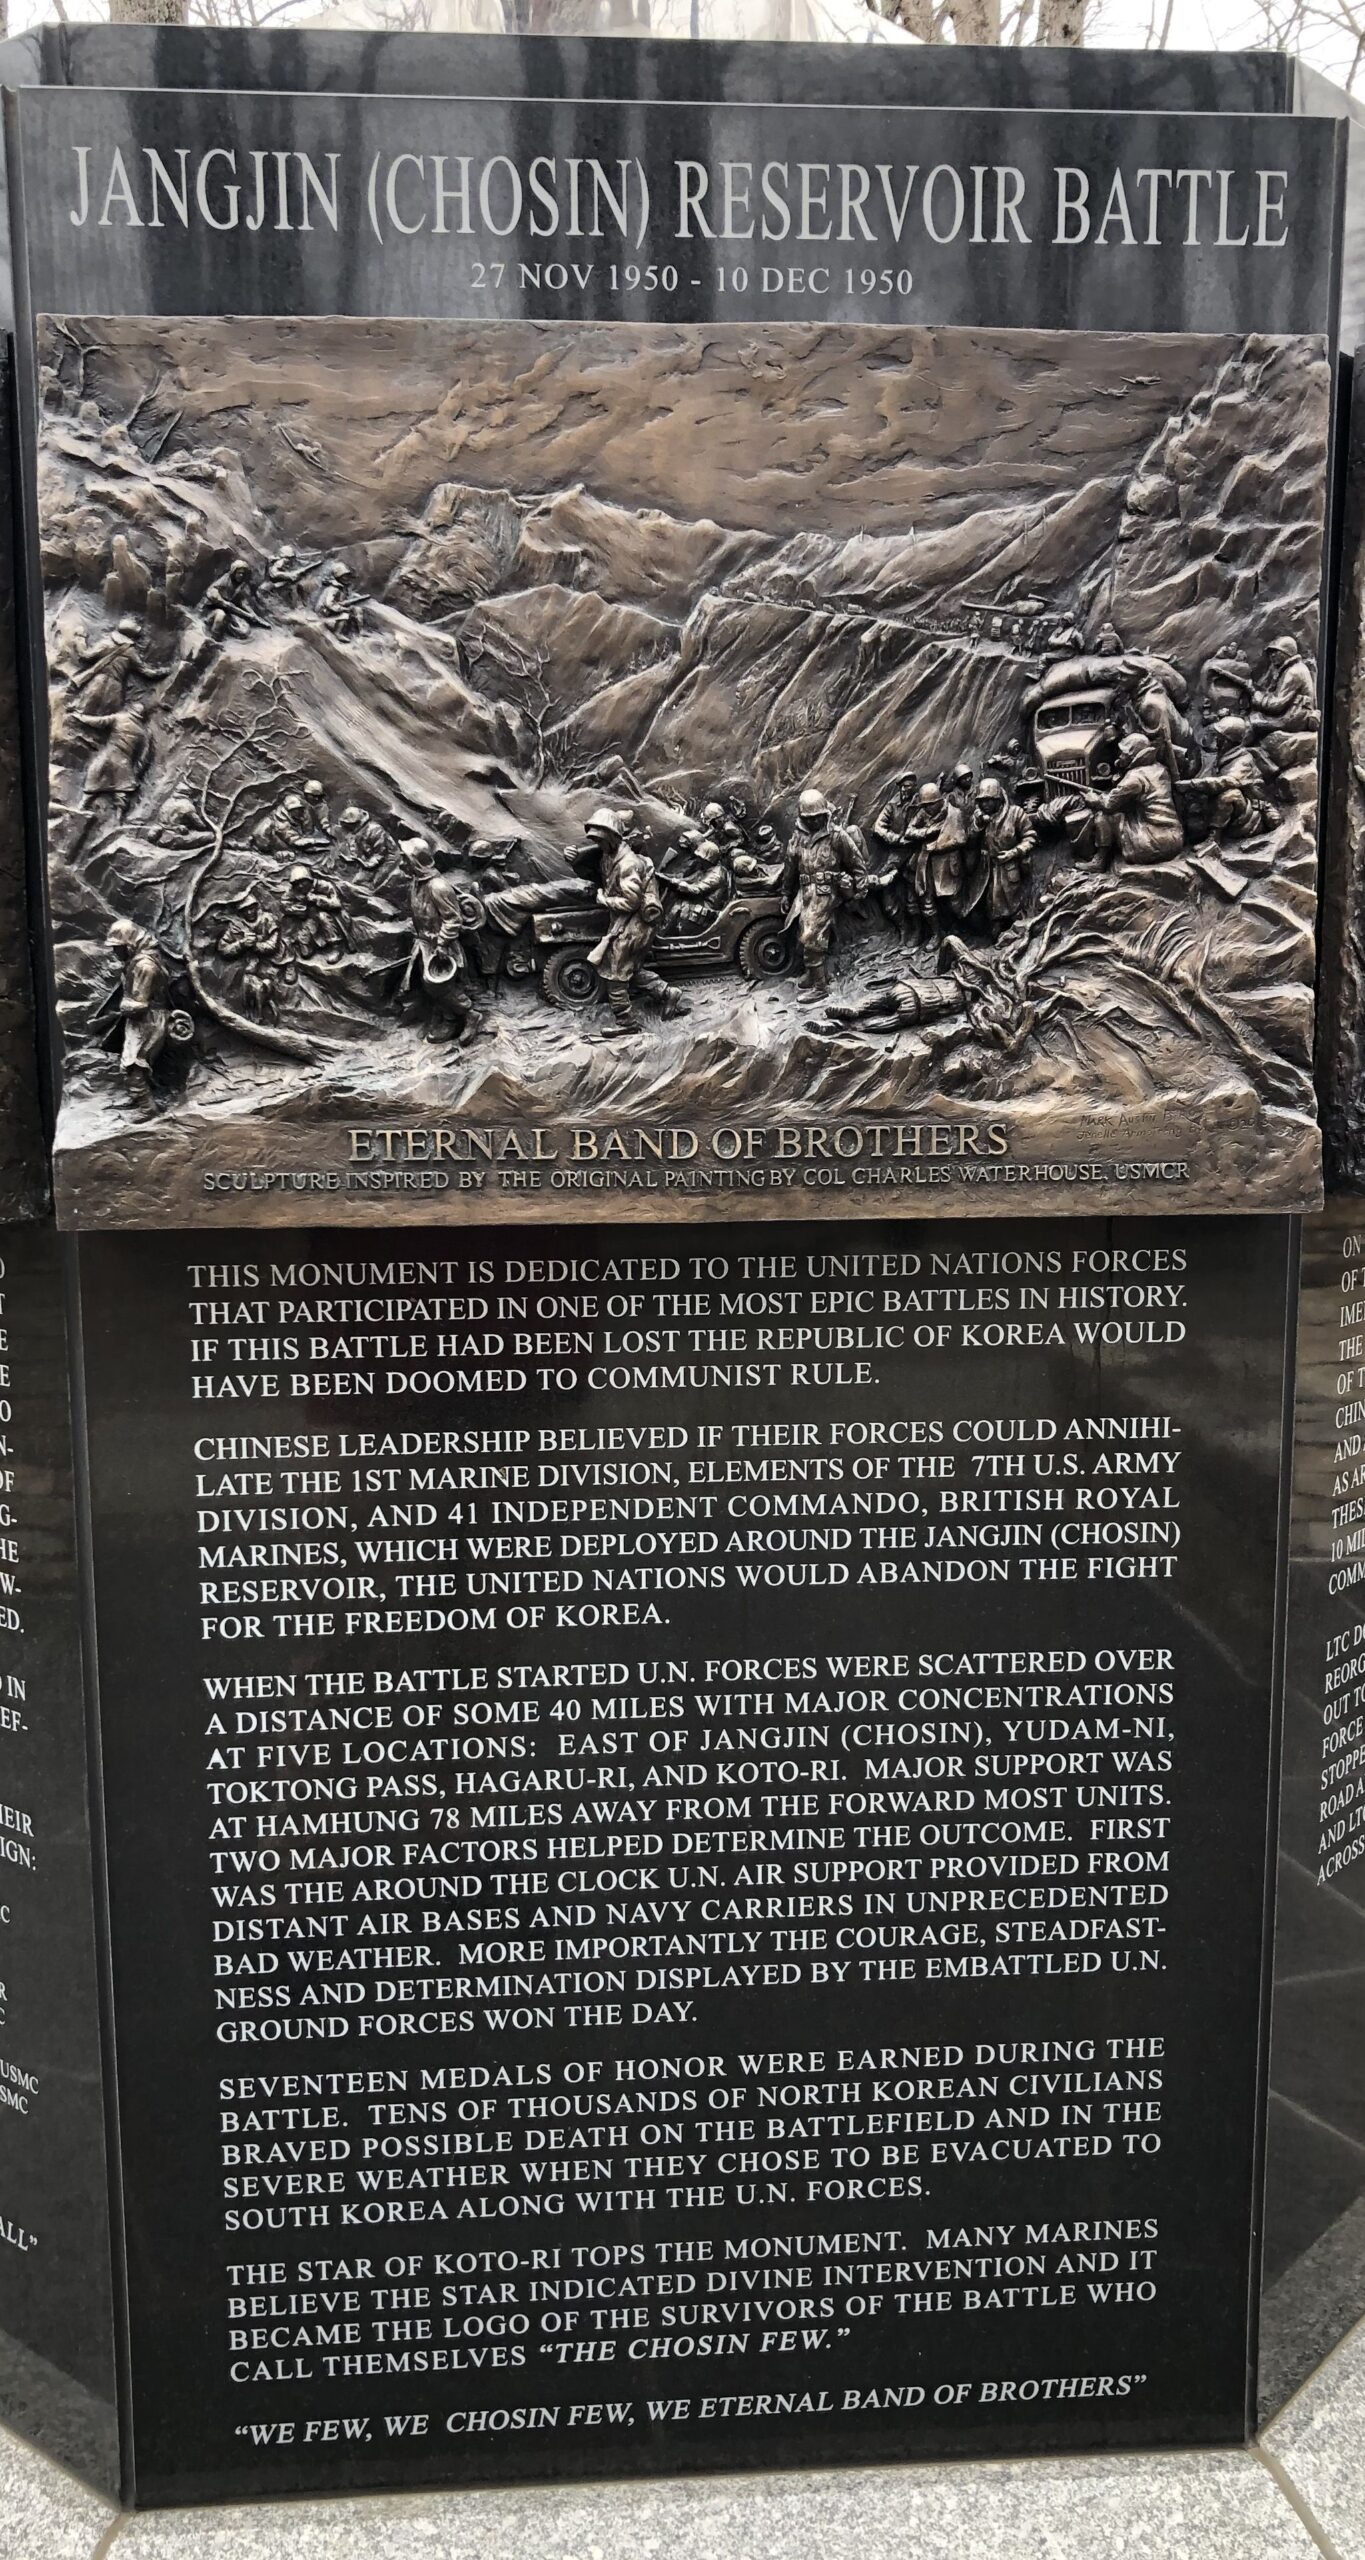 JANGJIN (CHOSIN) RESERVOIR BATTLE
27 NOV 1950 - 10 DEC 1950
ETERNAL BAND OF BROTHERS
SCULPTURE INSPIRED BY THE ORIGINAL PAINTING BY COL CHARLES WATERHOUSE, USMCR
THIS MONUMENT IS DEDICATED TO THE UNITED NATIONS FORCES
THAT PARTICIPATED IN ONE OF THE MOST EPIC BATTLES IN HISTORY.
IF THIS BATTLE HAD BEEN LOST THE REPUBLIC OF KOREA WOULD
HAVE BEEN DOOMED TO COMMUNIST RULE.
CHINESE LEADERSHIP BELIEVED IF THEIR FORCES COULD ANNIHI-
LATE THE 1ST MARINE DIVISION, ELEMENTS OF THE 7TH U.S. ARMY
DIVISION, AND 41 INDEPENDENT COMMANDO, BRITISH ROYAL
MARINES, WHICH WERE DEPLOYED AROUND THE JANGJIN (CHOSIN)
RESERVOIR, THE UNITED NATIONS WOULD ABANDON THE FIGHT
FOR THE FREEDOM OF KOREA.
WHEN THE BATTLE STARTED U.N. FORCES WERE SCATTERED OVER
A DISTANCE OF SOME 40 MILES WITH MAJOR CONCENTRATIONS
AT FIVE LOCATIONS: EAST OF JANGJIN (CHOSIN), YUDAM-NI,
TOKTONG PASS, HAGARU-RI, AND KOTO-RI. MAJOR SUPPORT WAS
AT HAMHUNG 78 MILES AWAY FROM THE FORWARD MOST UNITS.
TWO MAJOR FACTORS HELPED DETERMINE THE OUTCOME. FIRST
WAS THE AROUND THE CLOCK U.N. AIR SUPPORT PROVIDED FROM
DISTANT AIR BASES AND NAVY CARRIERS IN UNPRECEDENTED
BAD WEATHER. MORE IMPORTANTLY THE COURAGE, STEADFAST-
NESS AND DETERMINATION DISPLAYED BY THE EMBATTLED U.N.
GROUND FORCES WON THE DAY.
SEVENTEEN MEDALS OF HONOR WERE EARNED DURING THE
BATTLE. TENS OF THOUSANDS OF NORTH KOREAN CIVILIANS
BRAVED POSSIBLE DEATH ON THE BATTLEFIELD AND IN THE
SEVERE WEATHER WHEN THEY CHOSE TO BE EVACUATED TO
SOUTH KOREA ALONG WITH THE U.N. FORCES.
THE STAR OF KOTO-RI TOPS THE MONUMENT. MANY MARINES
BELIEVE THE STAR INDICATED DIVINE INTERVENTION AND IT
BECAME THE LOGO OF THE SURVIVORS OF THE BATTLE WHO
CALL THEMSELVES “THE CHOSIN FEW.”
“WE FEW, WE CHOSIN FEW, WE ETERNAL BAND OF BROTHERS”